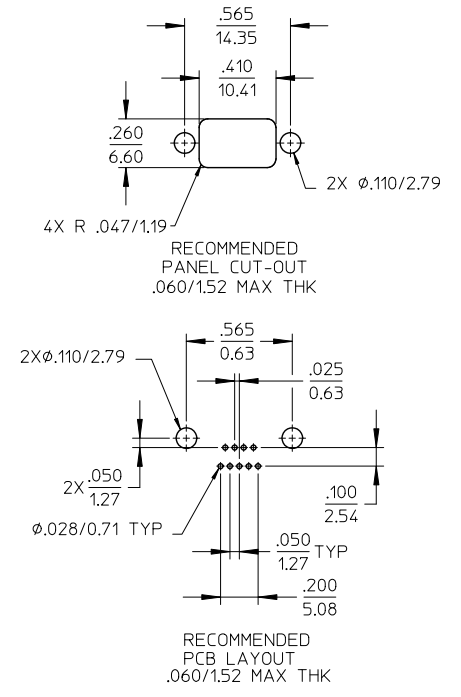 .565
14.35
.410
10.41
.260
6.60
2X Ø.110/2.79
4X R .047/1.19
RECOMMENDED
PANEL CUT-OUT
.060/1.52 MAX THK
.565
0.63
2XØ.110/2.79
.025
0.63
2X .050
1.27
.100
2.54
Ø.028/0.71 TYP
.050 TYP
1.27
.200
5.08
RECOMMENDED
PCB LAYOUT
.060/1.52 MAX THK